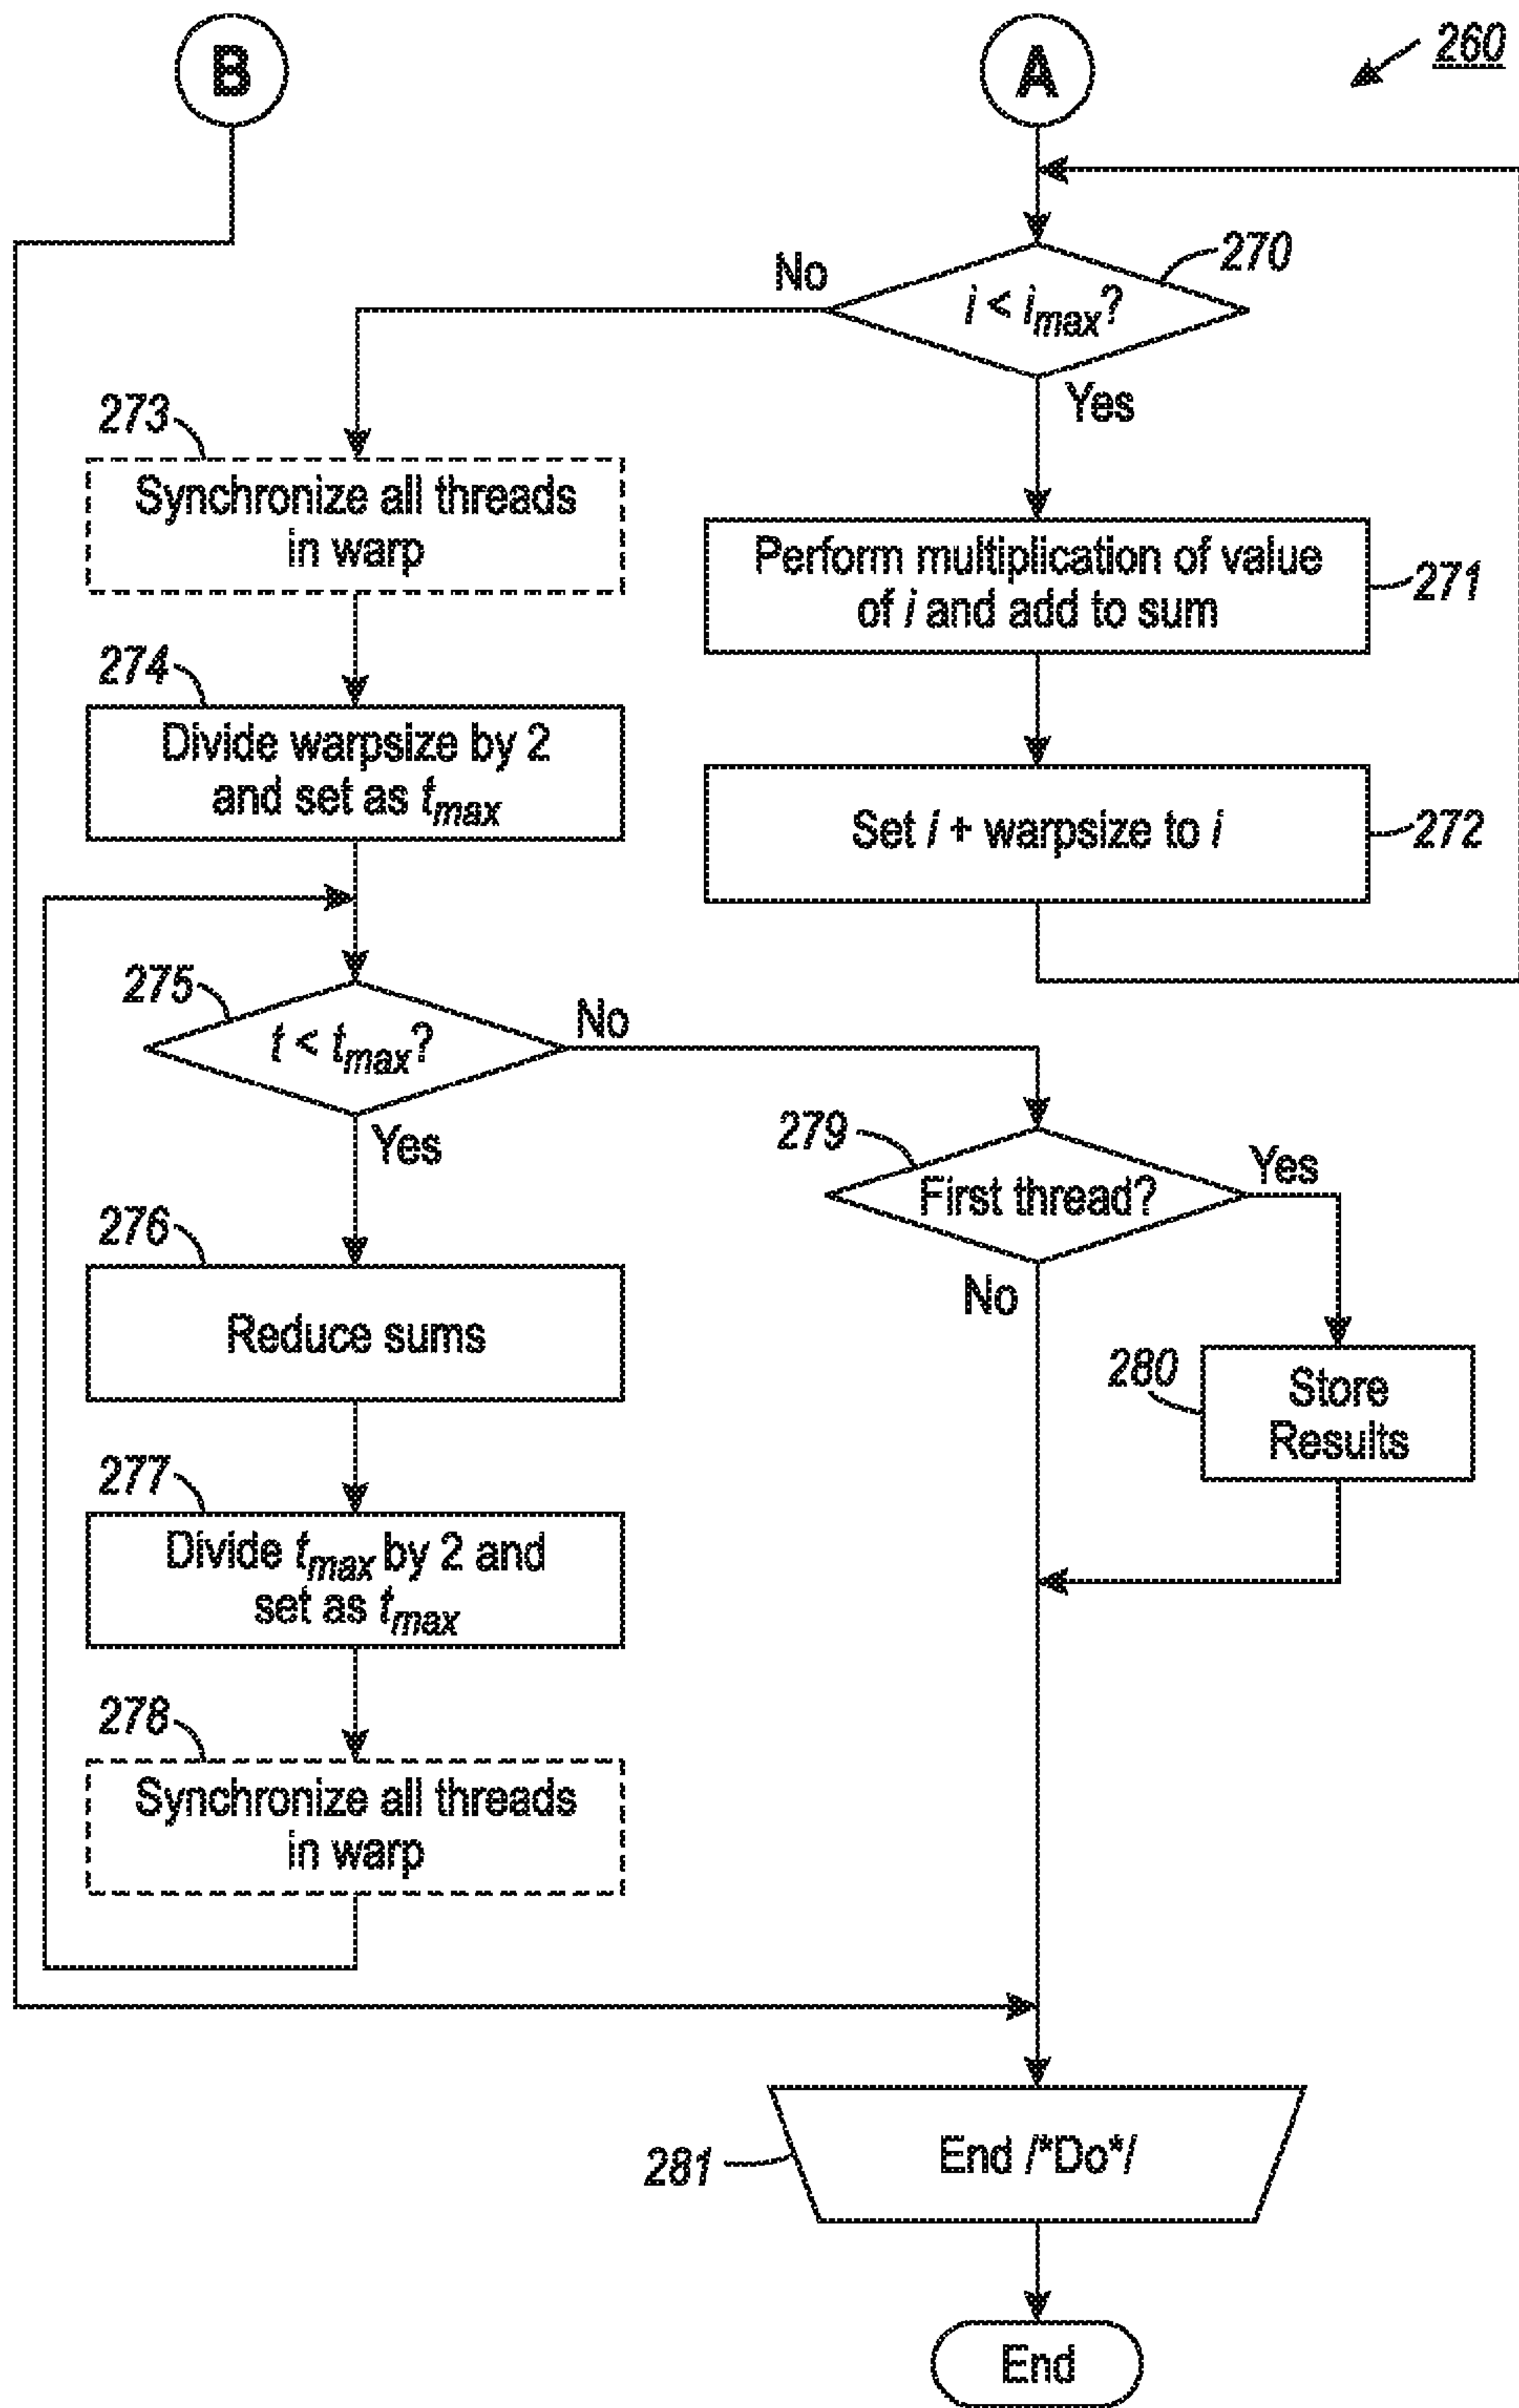 B
A
260
270
No
i < imax?
Yes
273
Synchronize all threads
in warp
Perform multiplication of value
of i and add to sum
271
274
Divide warpsize by 2
and set as tmax
Set i + warpsize to i
272
275
t < tmax?
No
Yes
279
First thread?
Yes
No
276
Reduce sums
280
Store
Results
277
Divide tmax by 2 and
set as tmax
278
Synchronize all threads
in warp
281
End /*Do*/
End